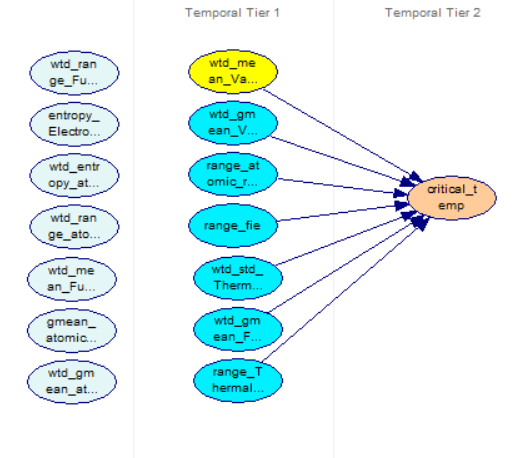 Temporal Tier 1
Temporal Tier 2
wtd_ran
ge_Fu...
entropy_
Electro...
wtd_entr
opy_at...
wtd_ran
ge_ato...
wtd_me
an_Fu...
gmean_
atomic...
wtd_gm
ean_at...
wtd_me
an_Va...
wtd_gm
ean_V...
range_at
omic_r...
range_fie
wtd_std_
Therm...
wtd_gm
ean_F...
range_T
hermal...
critical_t
emp